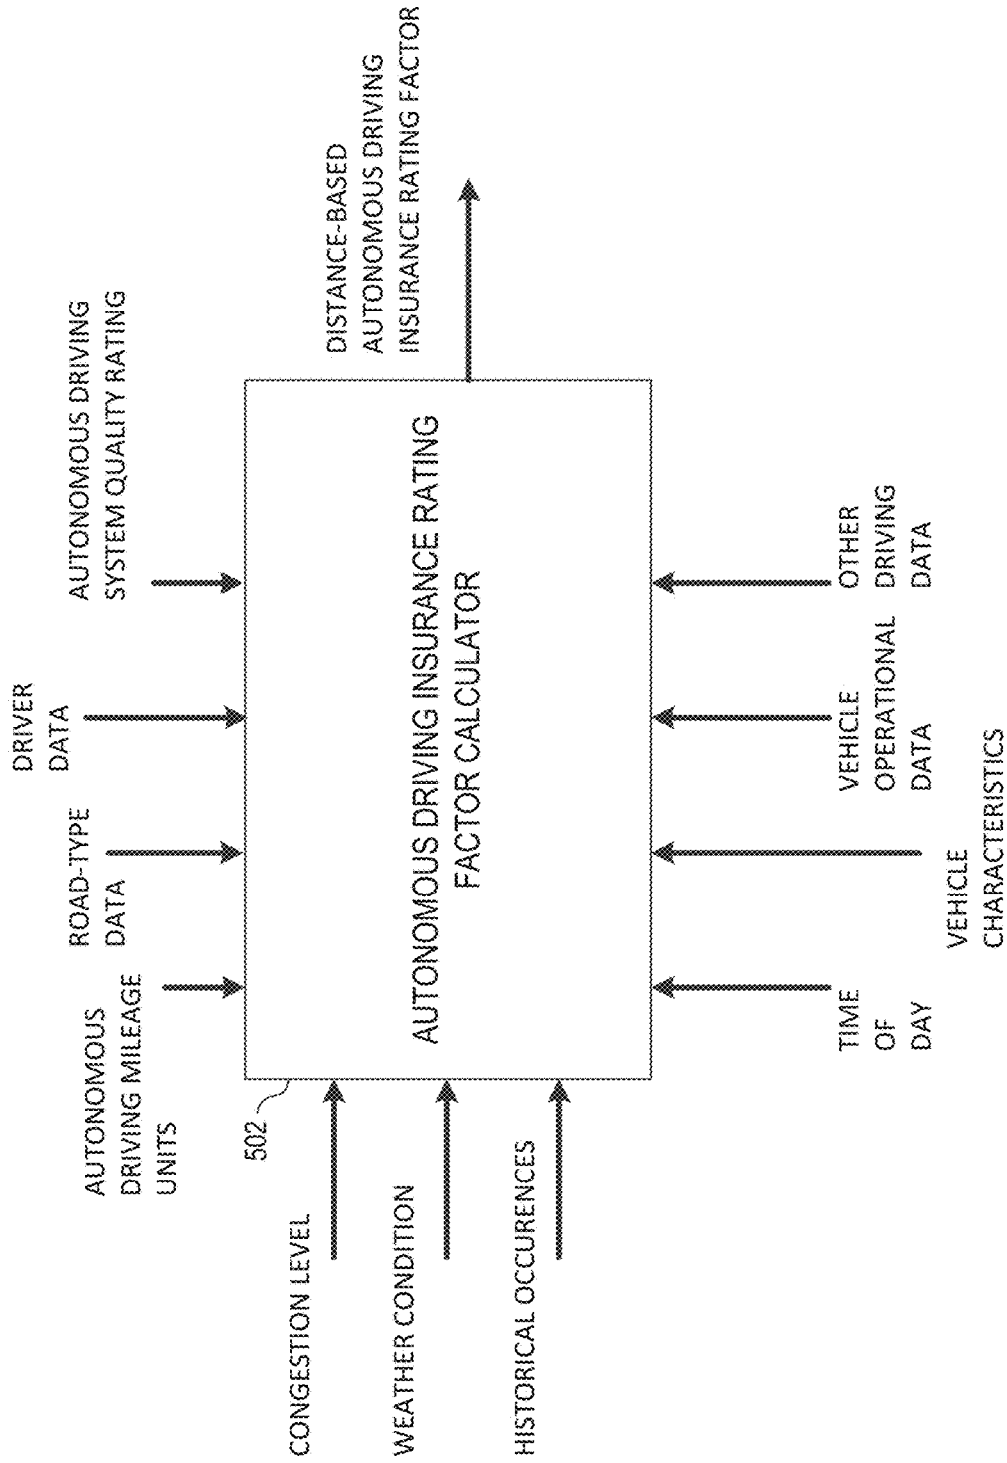 AUTONOMOUS
DRIVING MILEAGE
UNITS
ROAD-TYPE
DATA
DRIVER
DATA
AUTONOMOUS DRIVING
SYSTEM QUALITY RATING
502
CONGESTION LEVEL
WEATHER CONDITION
HISTORICAL OCCURENCES
AUTONOMOUS DRIVING INSURANCE RATING
FACTOR CALCULATOR
DISTANCE-BASED
AUTONOMOUS DRIVING
INSURANCE RATING FACTOR
TIME
OF
DAY
VEHICLE
CHARACTERISTICS
VEHICLE
OPERATIONAL
DATA
OTHER
DRIVING
DATA